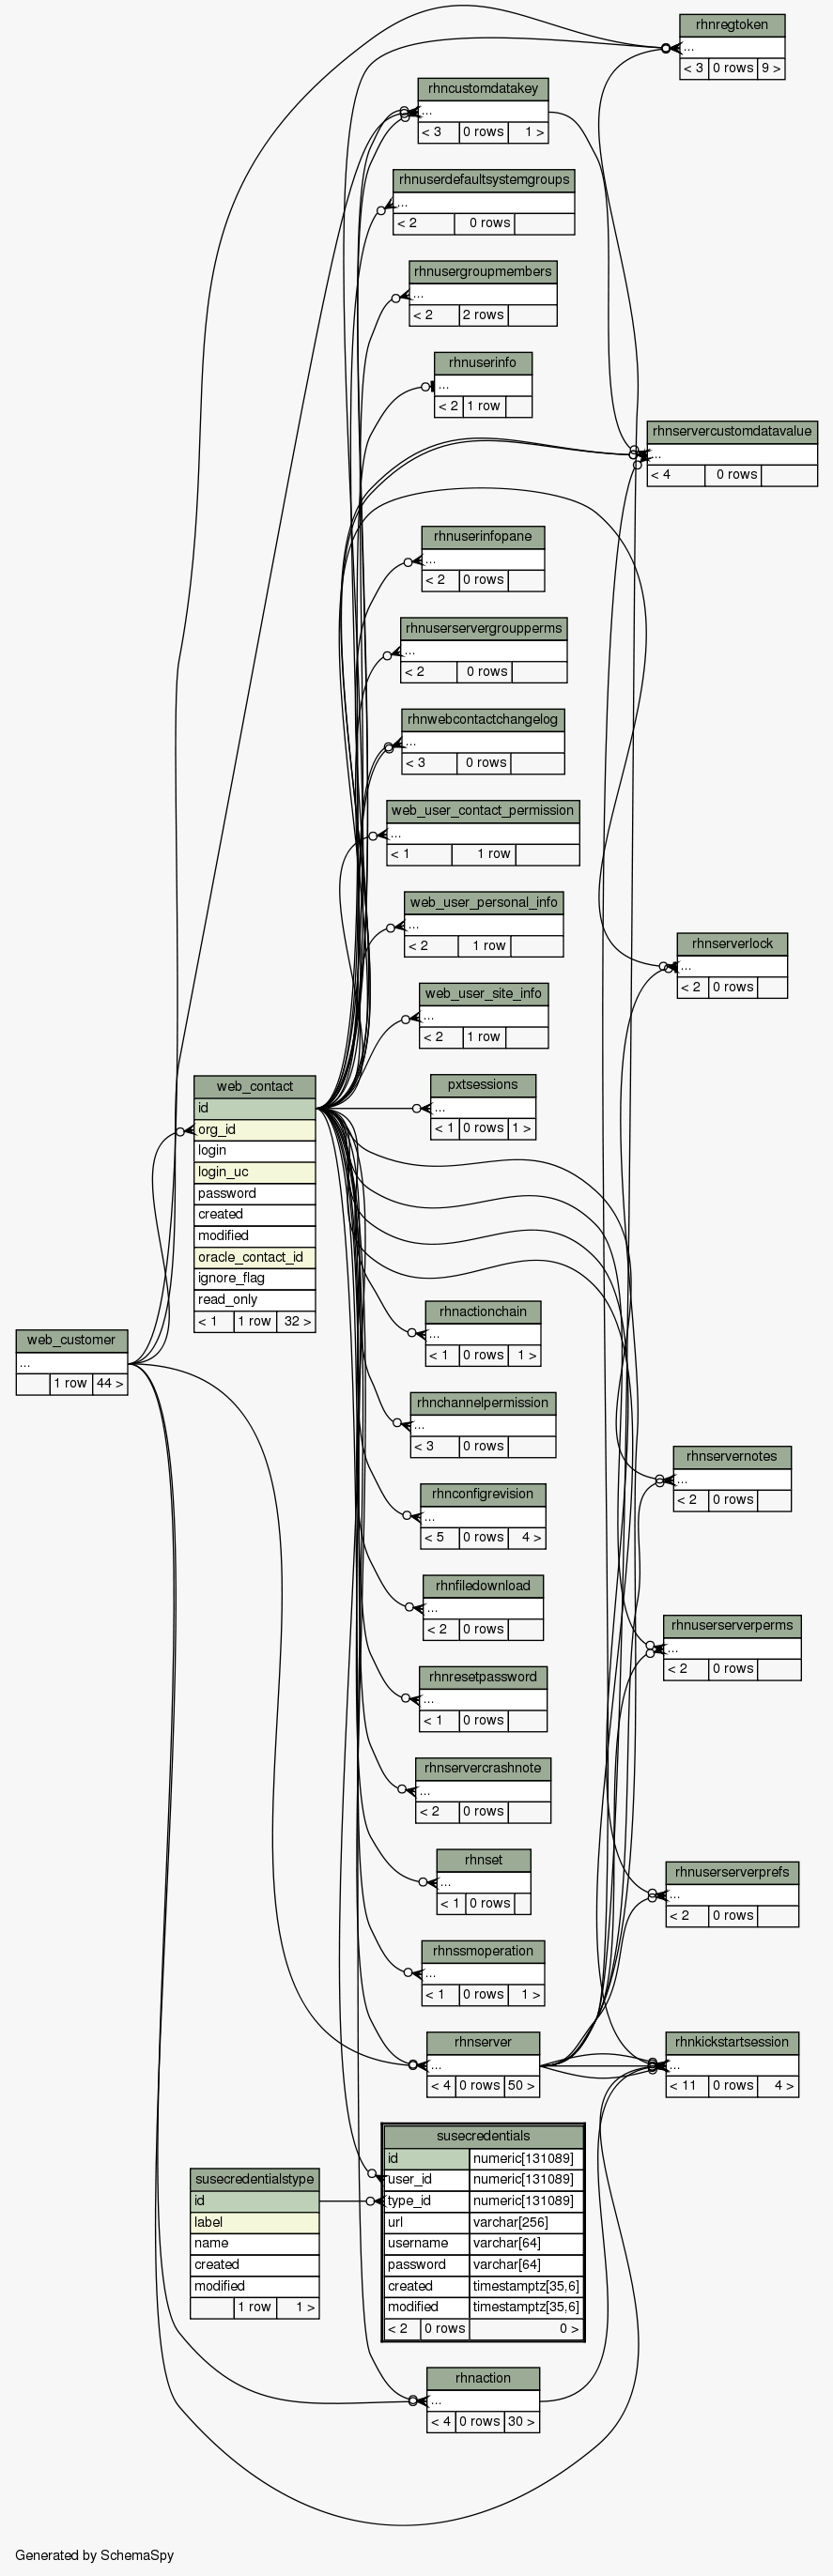 rhnregtoken
...
< 3 0 rows 9 >
rhncustomdatakey
...
< 3 0 rows 1 >
rhnuserdefaultsystemgroups
...
< 2 0 rows
rhnusergroupmembers
...
< 2 2 rows
rhnuserinfo
...
< 2 1 row
rhnservercustomdatavalue
...
< 4 0 rows
rhnuserinfopane
...
< 2 0 rows
rhnuserservergroupperms
...
< 2 0 rows
rhnwebcontactchangelog
...
< 3 0 rows
web_user_contact_permission
...
< 1 1 row
web_user_personal_info
...
< 2 1 row
rhnserverlock
...
< 2 0 rows
web_user_site_info
...
< 2 1 row
pxtsessions
...
< 1 0 rows 1 >
web_contact
id
org_id
login
login_uc
password
created
modified
oracle_contact_id
ignore_flag
read_only
< 1 1 row 32 >
web_customer
...
1 row 44 >
rhnactionchain
...
< 1 0 rows 1 >
rhnchannelpermission
...
< 3 0 rows
rhnservernotes
...
< 2 0 rows
rhnconfigrevision
...
< 5 0 rows 4 >
rhnfiledownload
...
< 2 0 rows
rhnuserserverperms
...
< 2 0 rows
rhnresetpassword
...
< 1 0 rows
rhnservercrashnote
...
< 2 0 rows
rhnset
...
< 1 0 rows
rhnuserserverprefs
...
< 2 0 rows
rhnssmoperation
...
< 1 0 rows 1 >
rhnserver
...
< 4 0 rows 50 >
rhnkickstartsession
...
< 11 0 rows 4 >
susecredentials
id numeric[131089]
user_id numeric[131089]
type_id numeric[131089]
url varchar[256]
username varchar[64]
password varchar[64]
created timestamptz[35,6]
modified timestamptz[35,6]
< 2 0 rows 0 >
susecredentialstype
id
label
name
created
modified
1 row 1 >
rhnaction
...
< 4 0 rows 30 >
Generated by SchemaSpy